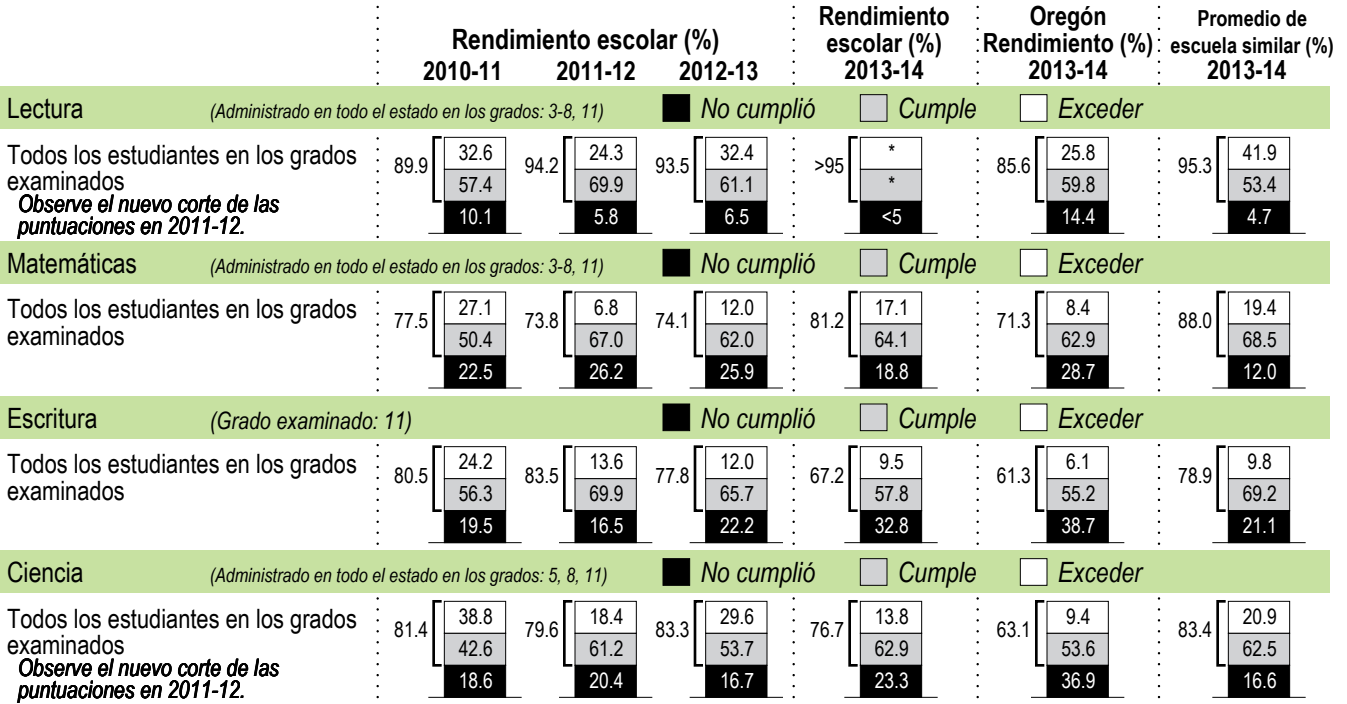 Rendimiento escolar (%)
2010-11 2011-12 2012-13
Rendimiento
escolar (%)
2013-14
Oregón
Rendimiento (%)
2013-14
Promedio de
escuela similar (%)
2013-14
Lectura (Administrado en todo el estado en los grados: 3-8, 11) No cumplió Cumple Exceder
Todos los estudiantes en los grados
examinados
Observe el nuevo corte de las
puntuaciones en 2011-12.
89.9 32.6 57.4 10.1
94.2 24.3 69.9 5.8
93.5 32.4 61.1 6.5
>95 * * <5
85.6 25.8 59.8 14.4
95.3 41.9 53.4 4.7
Matemáticas (Administrado en todo el estado en los grados: 3-8, 11) No cumplió Cumple Exceder
Todos los estudiantes en los grados
examinados
77.5 27.1 50.4 22.5
73.8 6.8 67.0 26.2
74.1 12.0 62.0 25.9
81.2 17.1 64.1 18.8
71.3 8.4 62.9 28.7
88.0 19.4 68.5 12.0
Escritura (Grado examinado: 11) No cumplió Cumple Exceder
Todos los estudiantes en los grados
examinados
80.5 24.2 56.3 19.5
83.5 13.6 69.9 16.5
77.8 12.0 65.7 22.2
67.2 9.5 57.8 32.8
61.3 6.1 55.2 38.7
78.9 9.8 69.2 21.1
Ciencia (Administrado en todo el estado en los grados: 5, 8, 11) No cumplió Cumple Exceder
Todos los estudiantes en los grados
examinados
Observe el nuevo corte de las
puntuaciones en 2011-12.
81.4 38.8 42.6 18.6
79.6 18.4 61.2 20.4
83.3 29.6 53.7 16.7
76.7 13.8 62.9 23.3
63.1 9.4 53.6 36.9
83.4 20.9 62.5 16.6